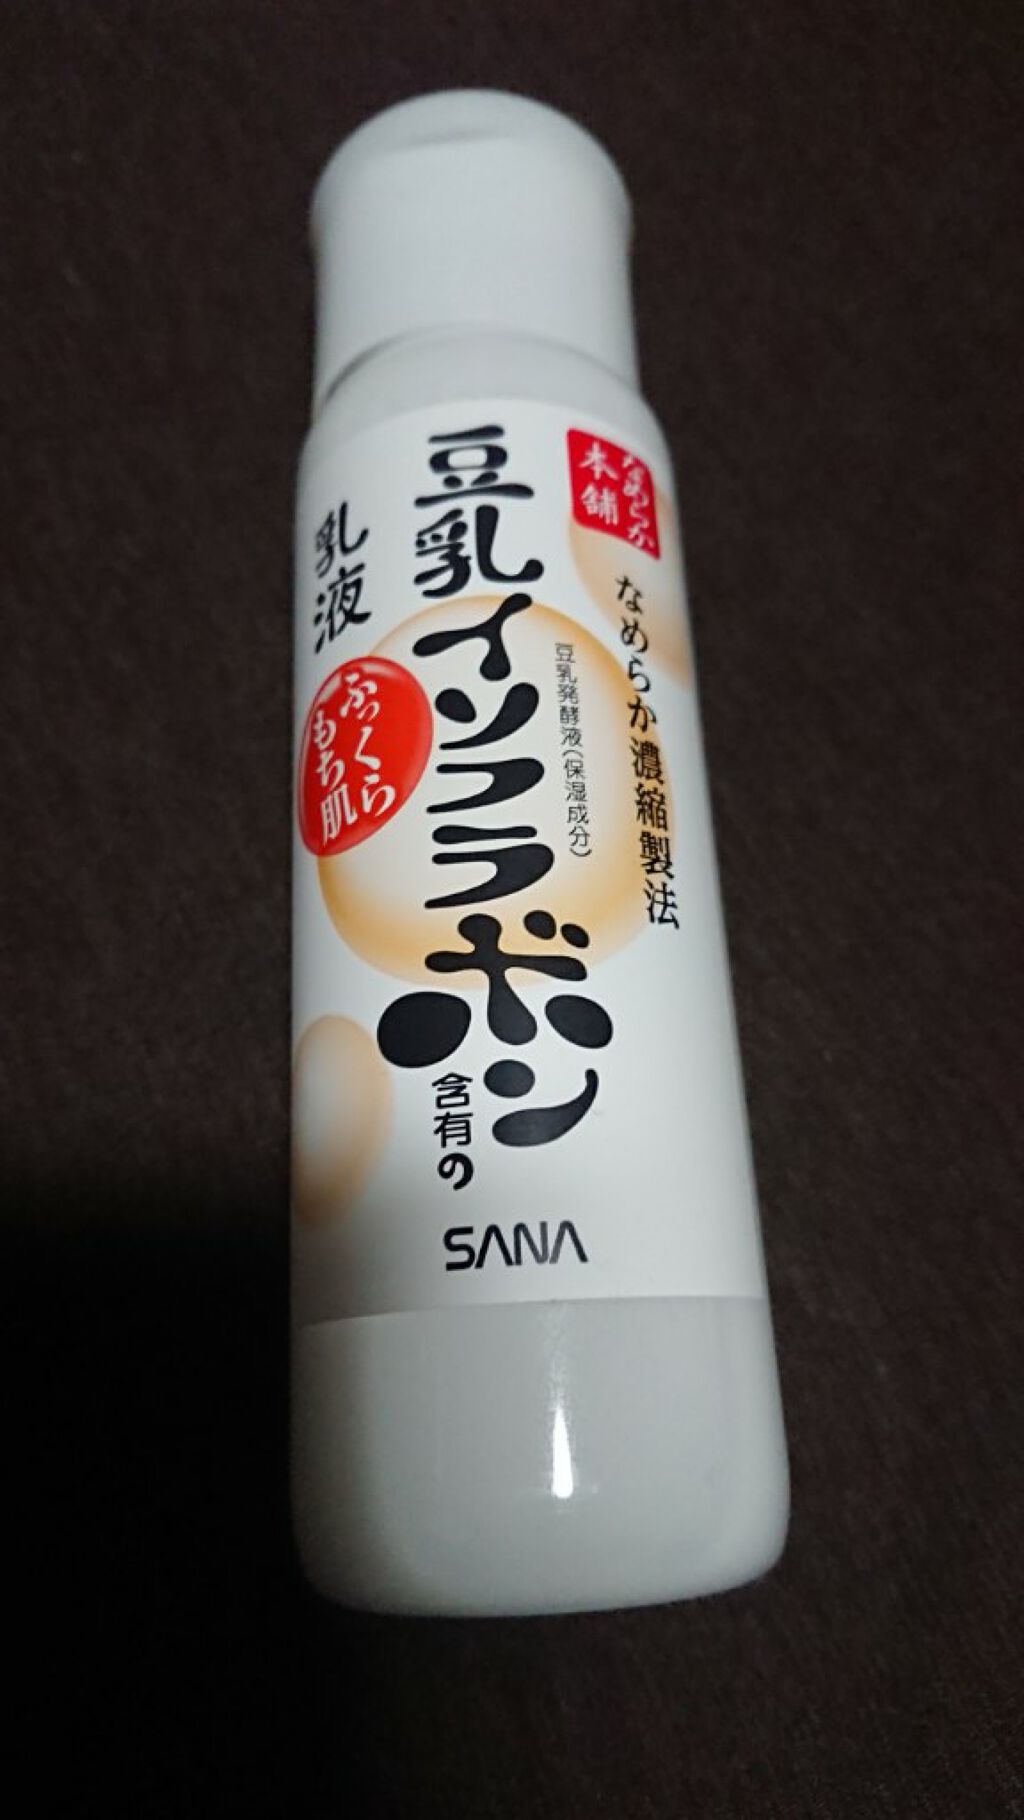 なめらか
本舗
なめらか濃縮製法
豆乳発酵液(保湿成分)
豆乳イソフラボン
含有の
乳液
ふっくら
もち肌
SANA